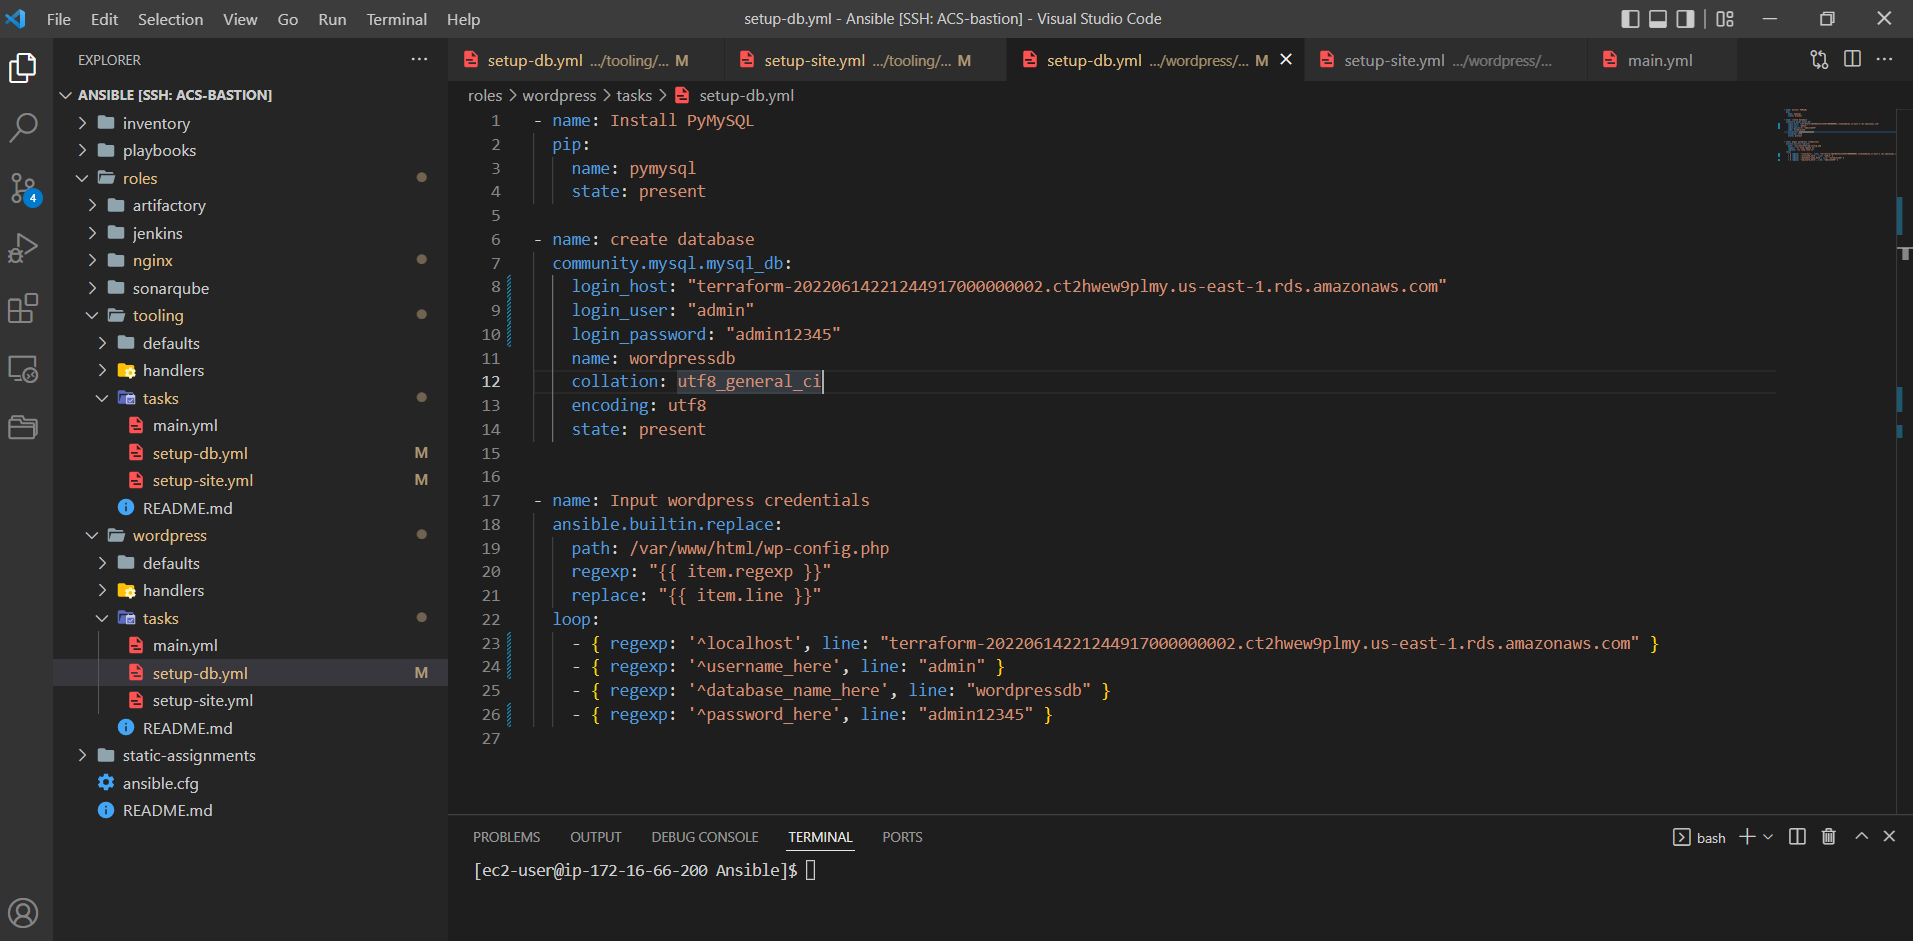 File Edit Selection View Go Run Terminal Help
setup-db.yml - Ansible [SSH: ACS-bastion] - Visual Studio Code
EXPLORER
4
ANSIBLE [SSH: ACS-BASTION]
inventory
playbooks
roles
artifactory
jenkins
nginx
sonarqube
tooling
defaults
handlers
tasks
main.yml
setup-db.yml M
setup-site.yml M
README.md
wordpress
defaults
handlers
tasks
main.yml
setup-db.yml M
setup-site.yml
README.md
static-assignments
ansible.cfg
README.md
setup-db.yml .../tooling/... M
setup-site.yml .../tooling/... M
setup-db.yml .../wordpress/... M
setup-site.yml .../wordpress/...
main.yml
roles > wordpress > tasks > setup-db.yml
1 - name: Install PyMySQL
2 pip:
3 name: pymysql
4 state: present
5
6 - name: create database
7 community.mysql.mysql_db:
8 login_host: "terraform-20220614221244917000000002.ct2hwew9plmy.us-east-1.rds.amazonaws.com"
9 login_user: "admin"
10 login_password: "admin12345"
11 name: wordpressdb
12 collation: utf8_general_ci
13 encoding: utf8
14 state: present
15
16
17 - name: Input wordpress credentials
18 ansible.builtin.replace:
19 path: /var/www/html/wp-config.php
20 regexp: "{{ item.regexp }}"
21 replace: "{{ item.line }}"
22 loop:
23 - { regexp: '^localhost', line: "terraform-20220614221244917000000002.ct2hwew9plmy.us-east-1.rds.amazonaws.com" }
24 - { regexp: '^username_here', line: "admin" }
25 - { regexp: '^database_name_here', line: "wordpressdb" }
26 - { regexp: '^password_here', line: "admin12345" }
27
PROBLEMS OUTPUT DEBUG CONSOLE TERMINAL PORTS
bash
[ec2-user@ip-172-16-66-200 Ansible]$